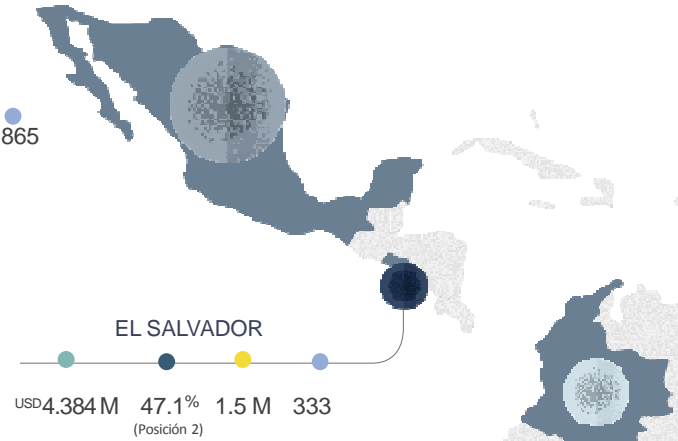 865
EL SALVADOR
USD4.384 M 47.1% 1.5 M 333
(Posición 2)